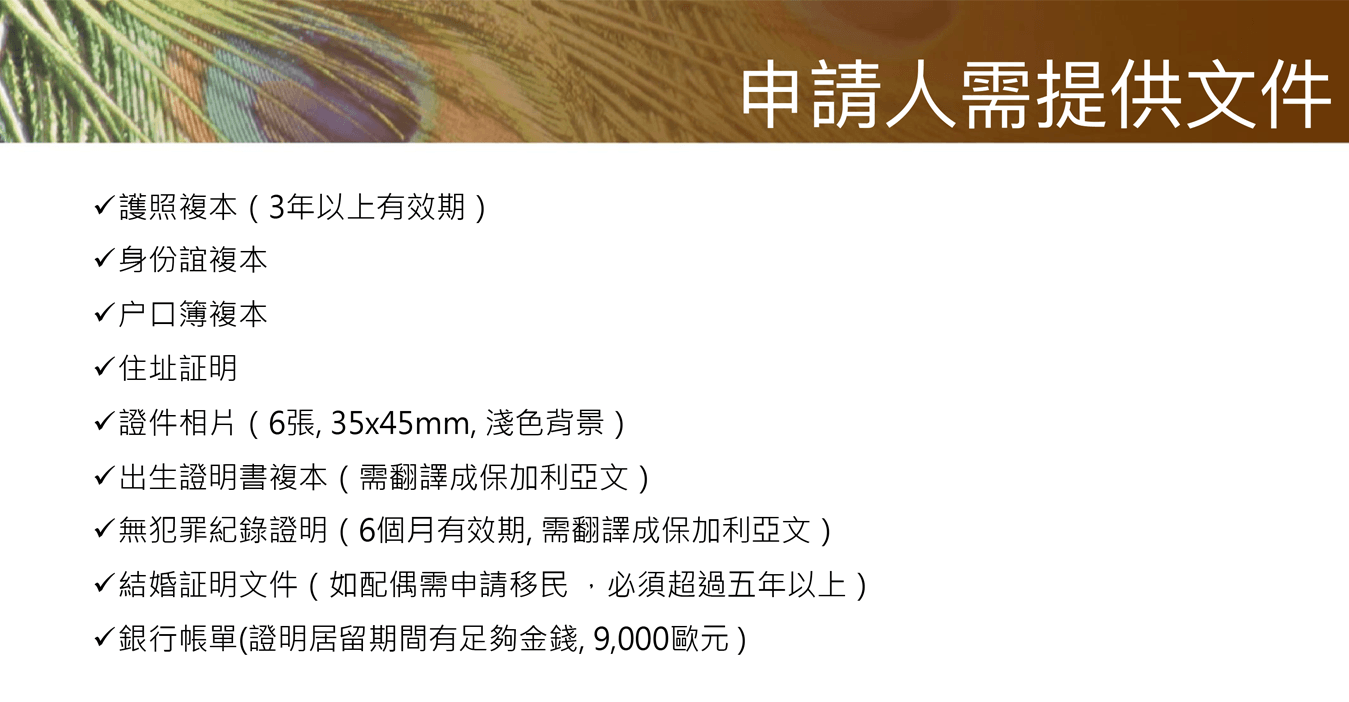 申請人需提供文件
✓護照複本（3年以上有效期）
✓身份誼複本
✓户口簿複本
✓住址証明
✓證件相片（6張, 35x45mm, 淺色背景）
✓出生證明書複本（需翻譯成保加利亞文）
✓無犯罪紀錄證明（6個月有效期, 需翻譯成保加利亞文）
✓結婚証明文件（如配偶需申請移民 ，必須超過五年以上）
✓銀行帳單(證明居留期間有足夠金錢, 9,000歐元）